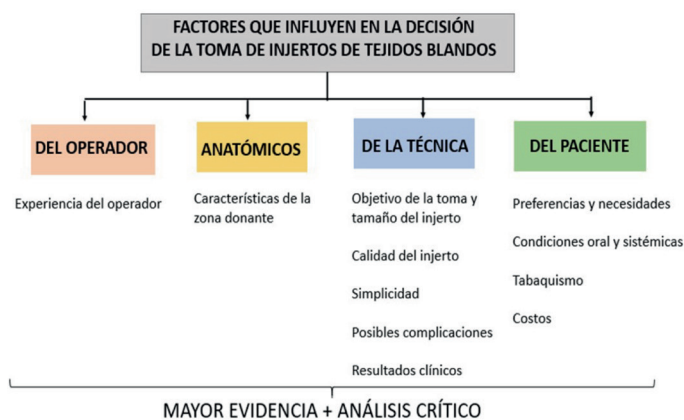 FACTORES QUE INFLUYEN EN LA DECISIÓN
DE LA TOMA DE INJERTOS DE TEJIDOS BLANDOS
DEL OPERADOR
Experiencia del operador
ANATÓMICOS
Características de la
zona donante
DE LA TÉCNICA
Objetivo de la toma y
tamaño del injerto
Calidad del injerto
Simplicidad
Posibles complicaciones
Resultados clínicos
DEL PACIENTE
Preferencias y necesidades
Condiciones oral y sistémicas
Tabaquismo
Costos
MAYOR EVIDENCIA + ANÁLISIS CRÍTICO